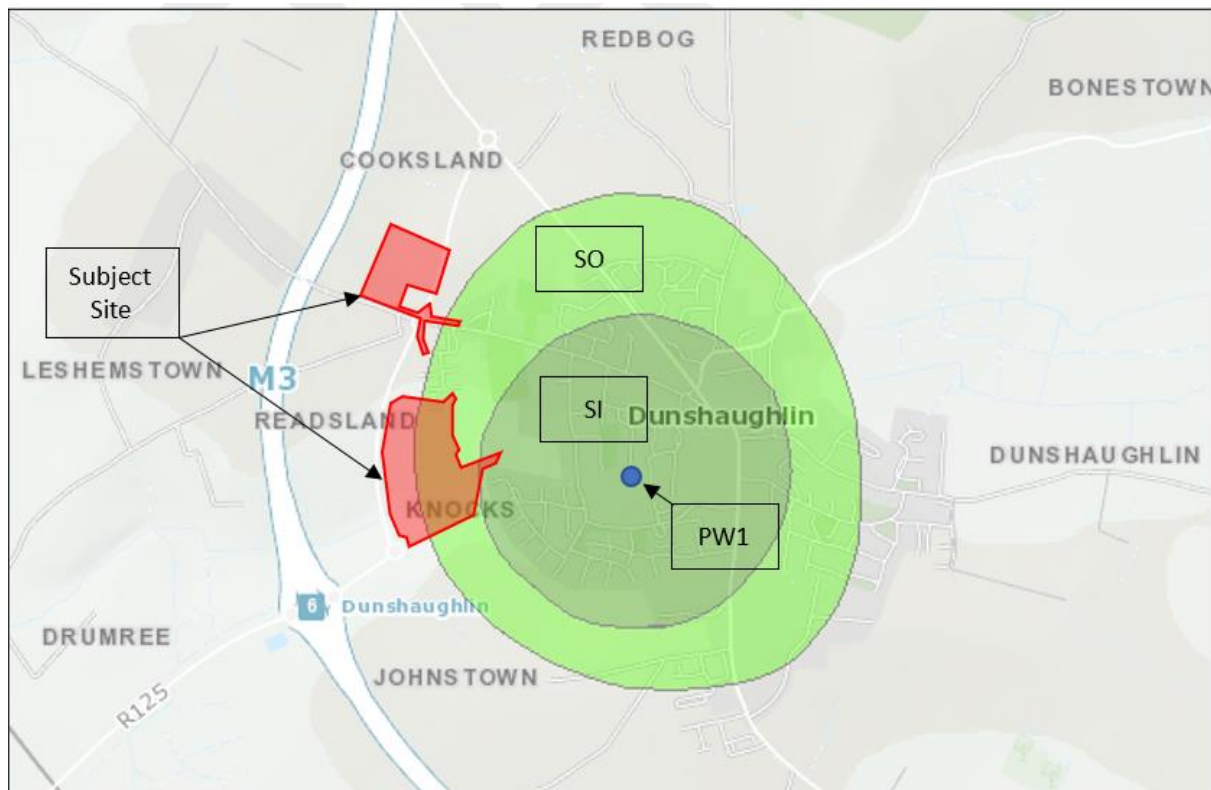 REDBOG
BONESTOWN
COOKSLAND
SO
Subject
Site
LESHEMSTOWN
M3
SI
Dunshaughlin
READSLAND
DUNSHAUGHLIN
KNOCKS
PW1
6 Dunshaughlin
DRUMREE
JOHNSTOWN
R125